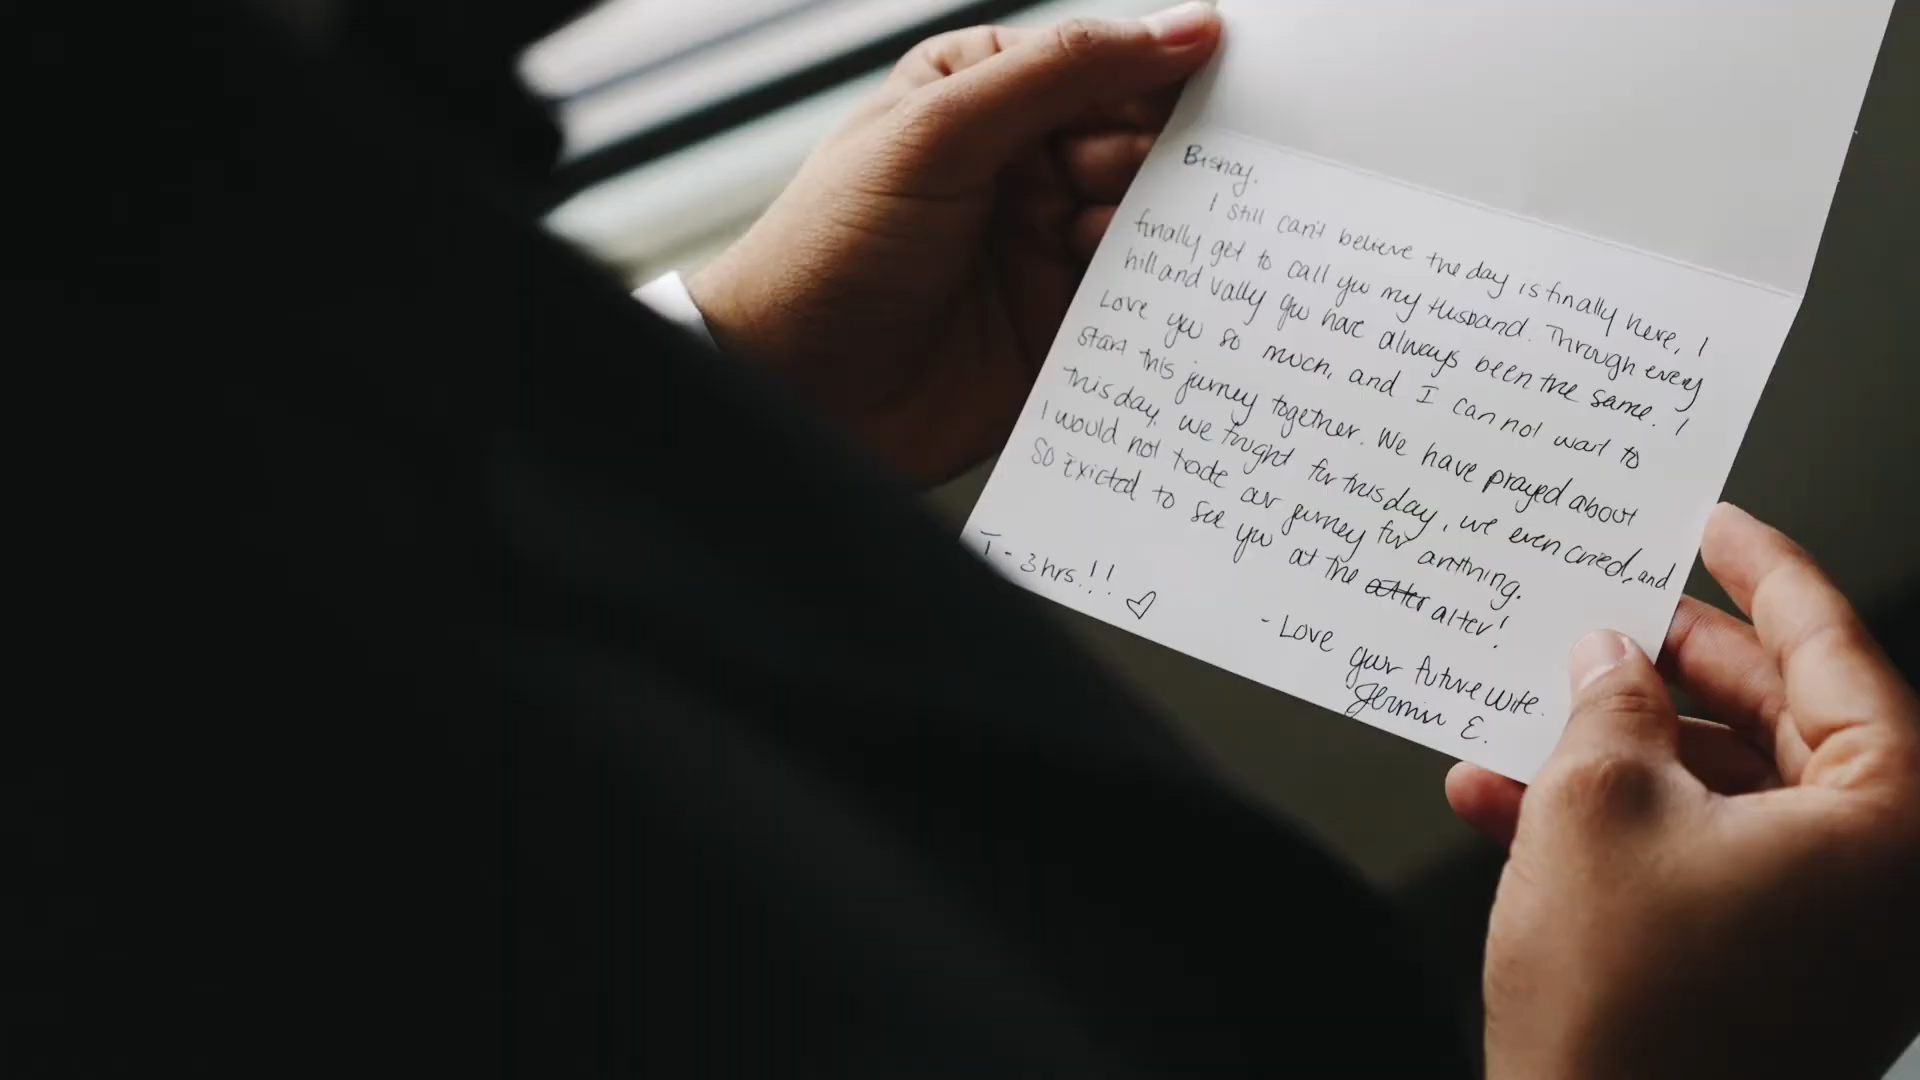 Bishoy.
I still can't believe the day is finally here, I
finally get to call you my Husband. Through every
hill and vally you have always been the same. I
Love you so much, and I can not wait to
start this jurney together. We have prayed about
this day, we fought for this day, we even cried, and
I would not trade our jurney for anything.
So Exicted to see you at the alter!
T - 3 hrs.!! ♡
- Love your future wife.
E.